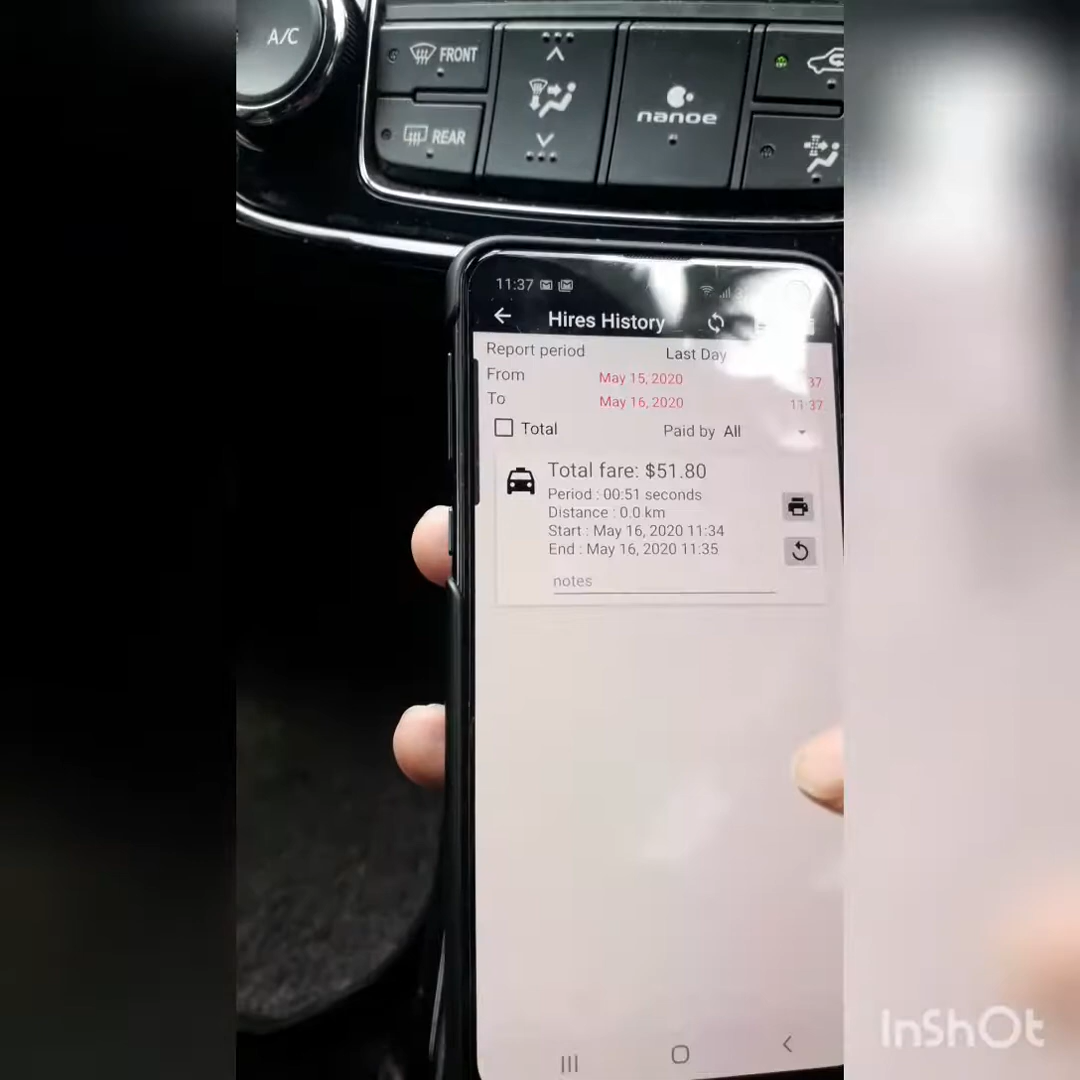 A/C
FRONT
REAR
nanoe
11:37
Hires History
Report period Last Day
From May 15, 2020 37
To May 16, 2020 11:37
Total Paid by All
Total fare: $51.80
Period : 00:51 seconds
Distance : 0.0 km
Start : May 16, 2020 11:34
End : May 16, 2020 11:35
notes
InShOt